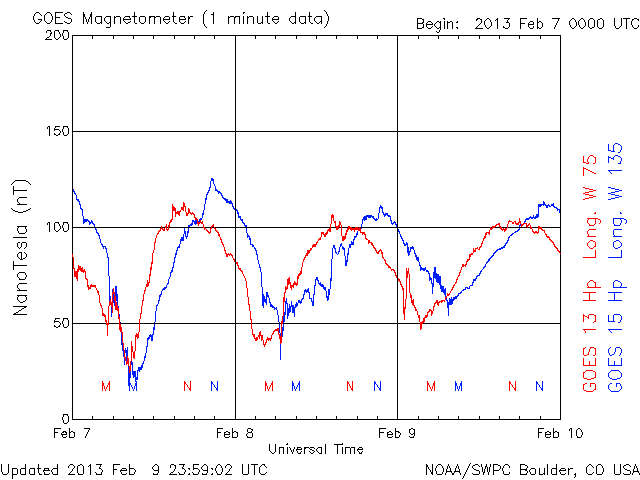 GOES Magnetometer (1 minute data)
Begin: 2013 Feb 7 0000 UTC
200
150
100
50
0
NanoTesla (nT)
M M N N M M N N M M N N
Feb 7 Feb 8 Feb 9 Feb 10
Universal Time
GOES 13 Hp Long. W 75
GOES 15 Hp Long. W 135
Updated 2013 Feb 9 23:59:02 UTC
NOAA/SWPC Boulder, CO USA